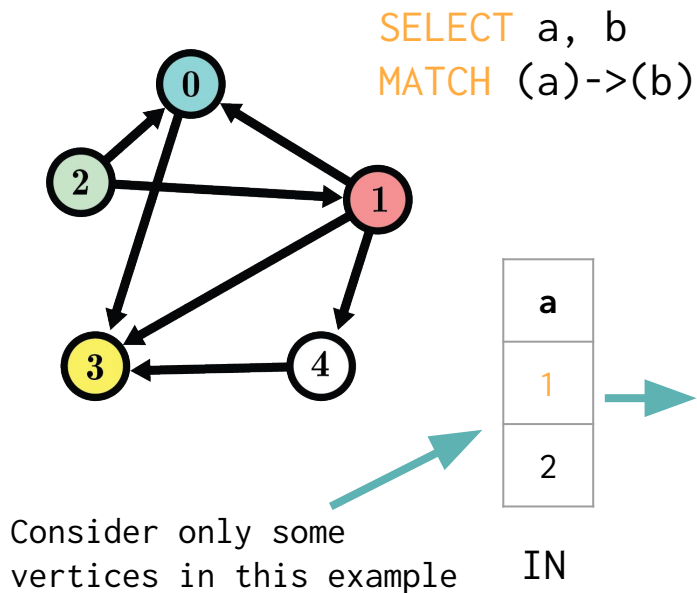 SELECT a, b
MATCH (a)->(b)
0
2
1
3
4
a
1
2
IN
Consider only some
vertices in this example